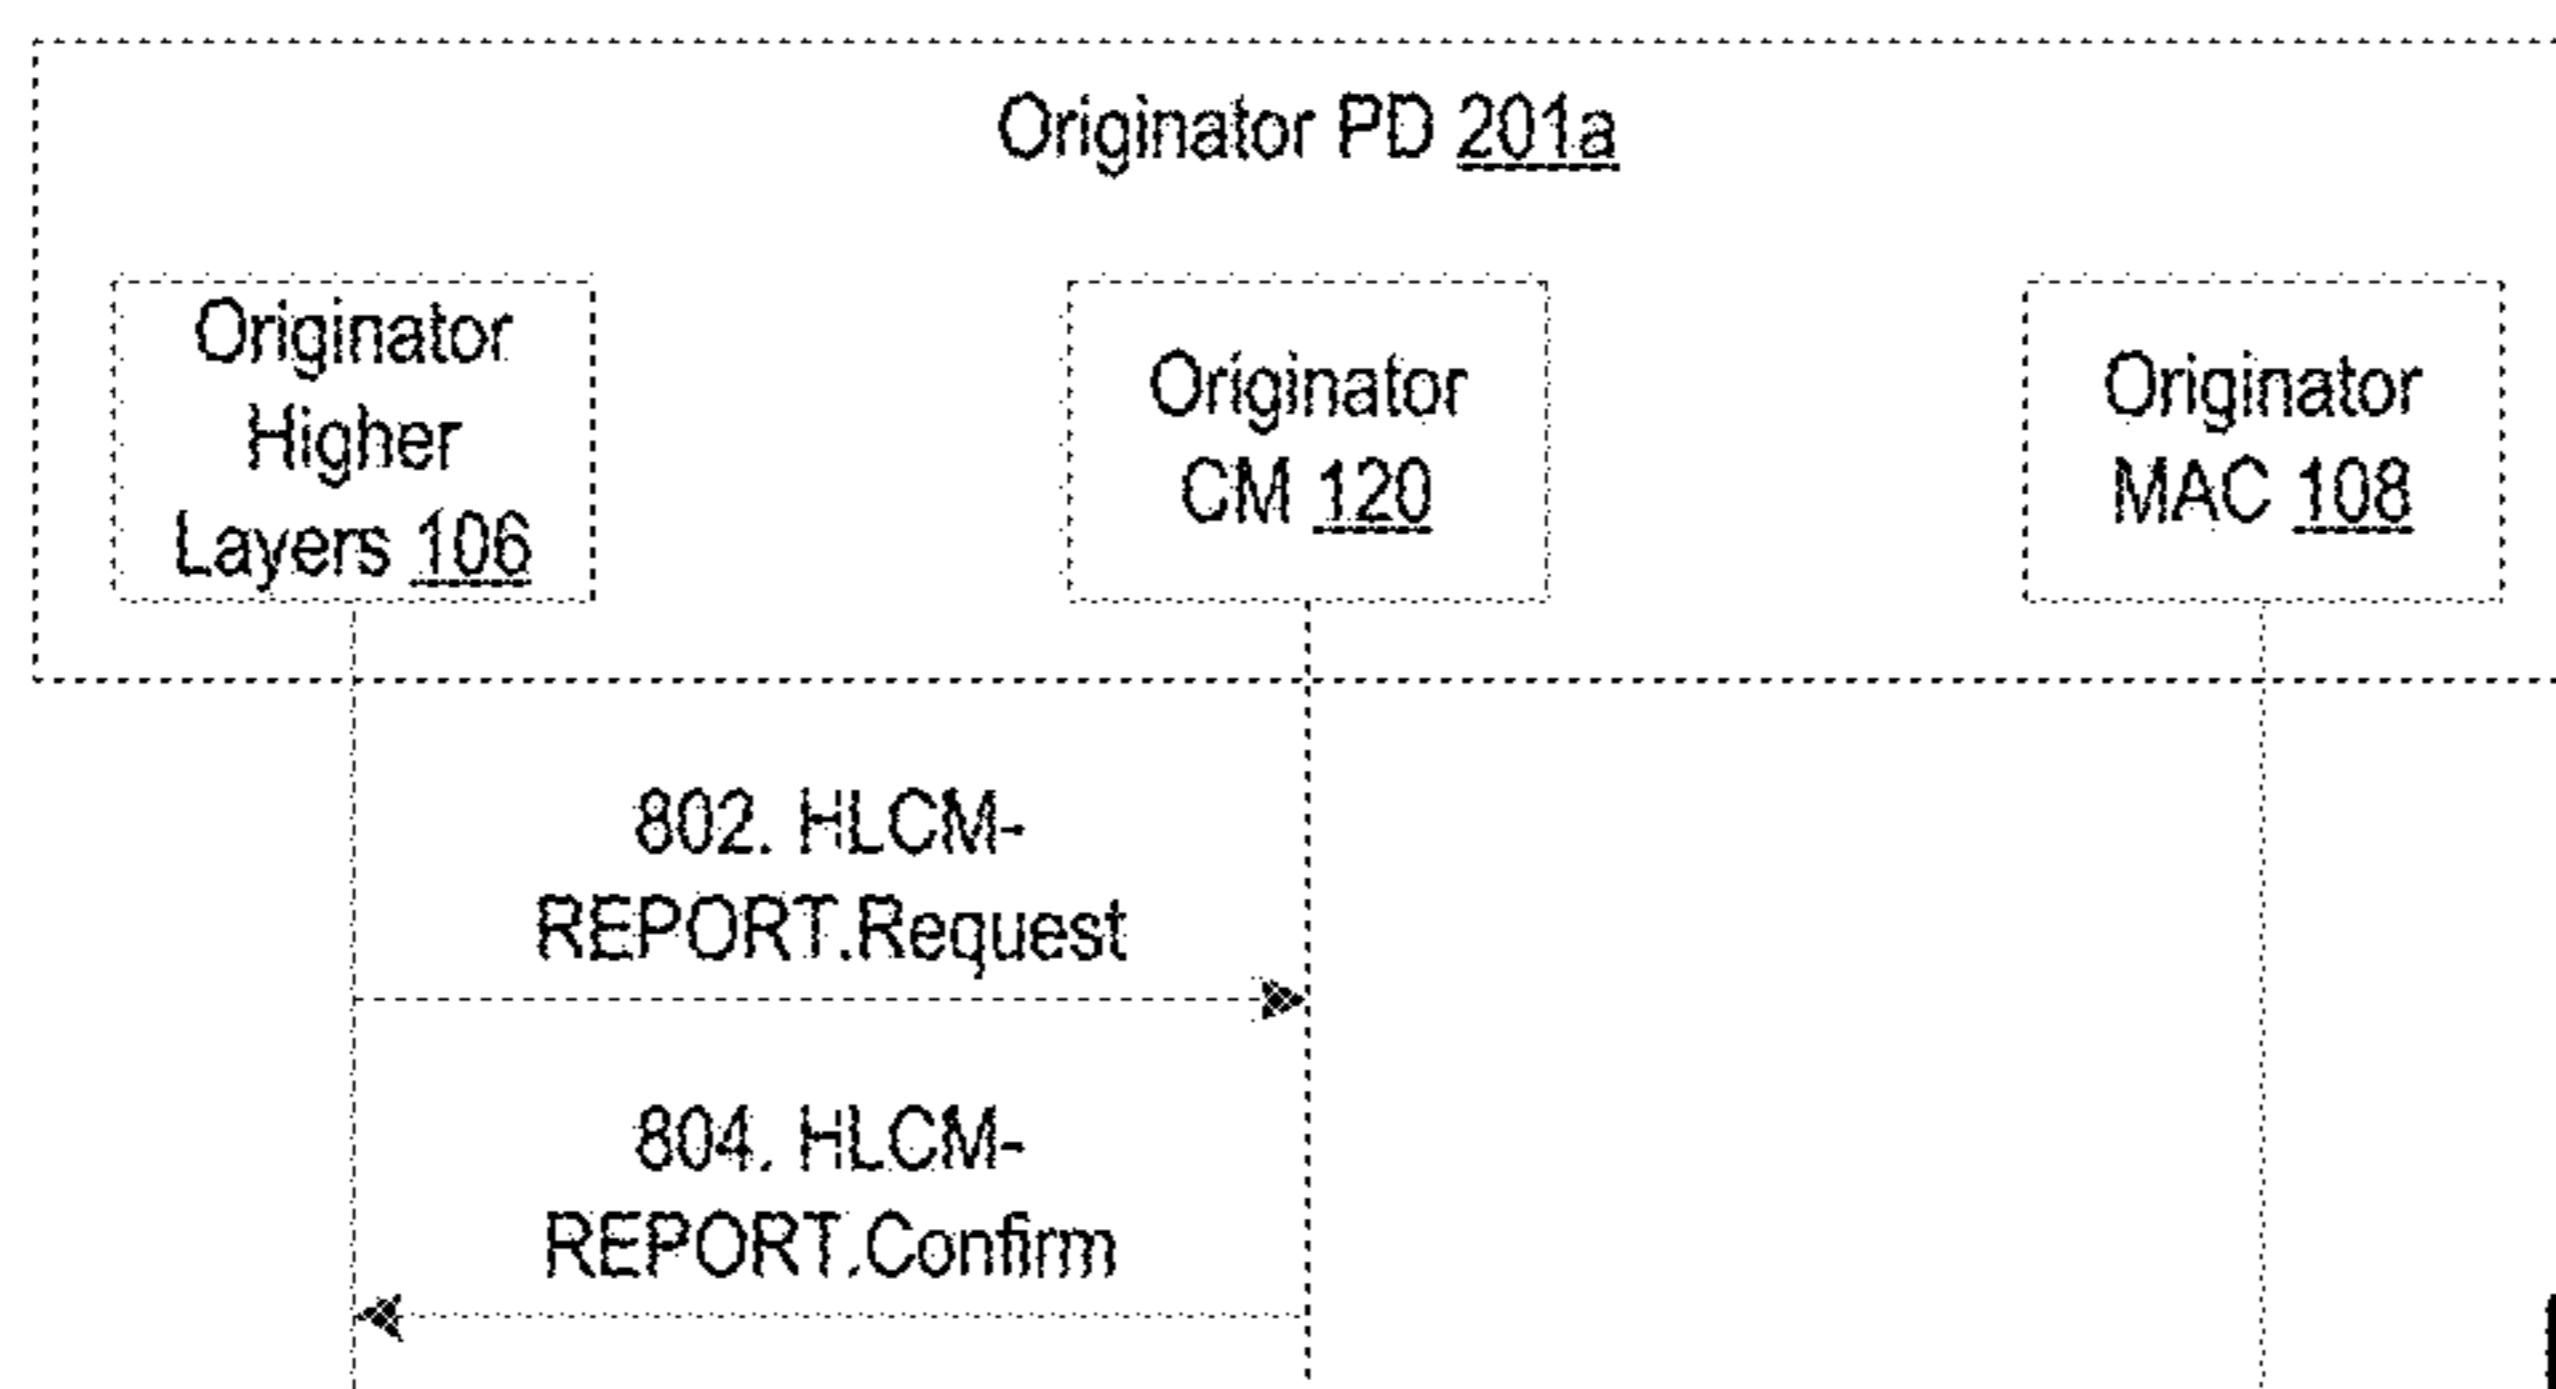 Originator PD 201a
Originator
Higher
Layers 106
Originator
CM 120
Originator
MAC 108
802. HLCM-
REPORT.Request
804. HLCM-
REPORT.Confirm